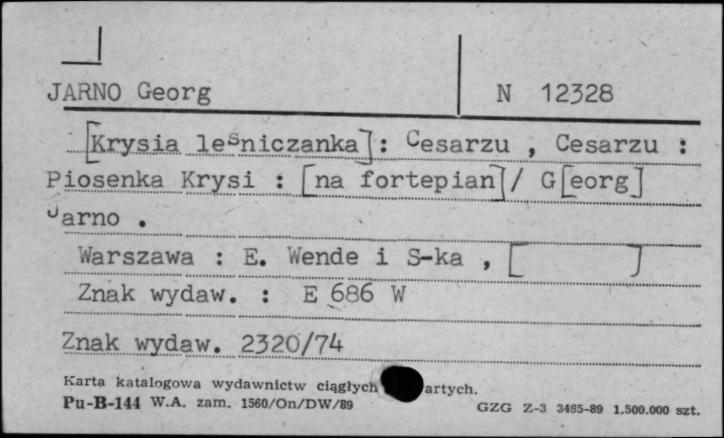 JARNO Georg
N 12328
[Krysia leśniczanka]: Cesarzu , Cesarzu :
Piosenka Krysi : [na fortepian]/ G[eorg]
Jarno .
Warszawa : E. Wende i S-ka , [ ]
Znak wydaw. : E 686 W
Znak wydaw. 2320/74
Karta katalogowa wydawnictw ciągłych artych.
Pu-B-144 W.A. zam. 1560/On/DW/89
GZG Z-3 3465-89 1.500.000 szt.